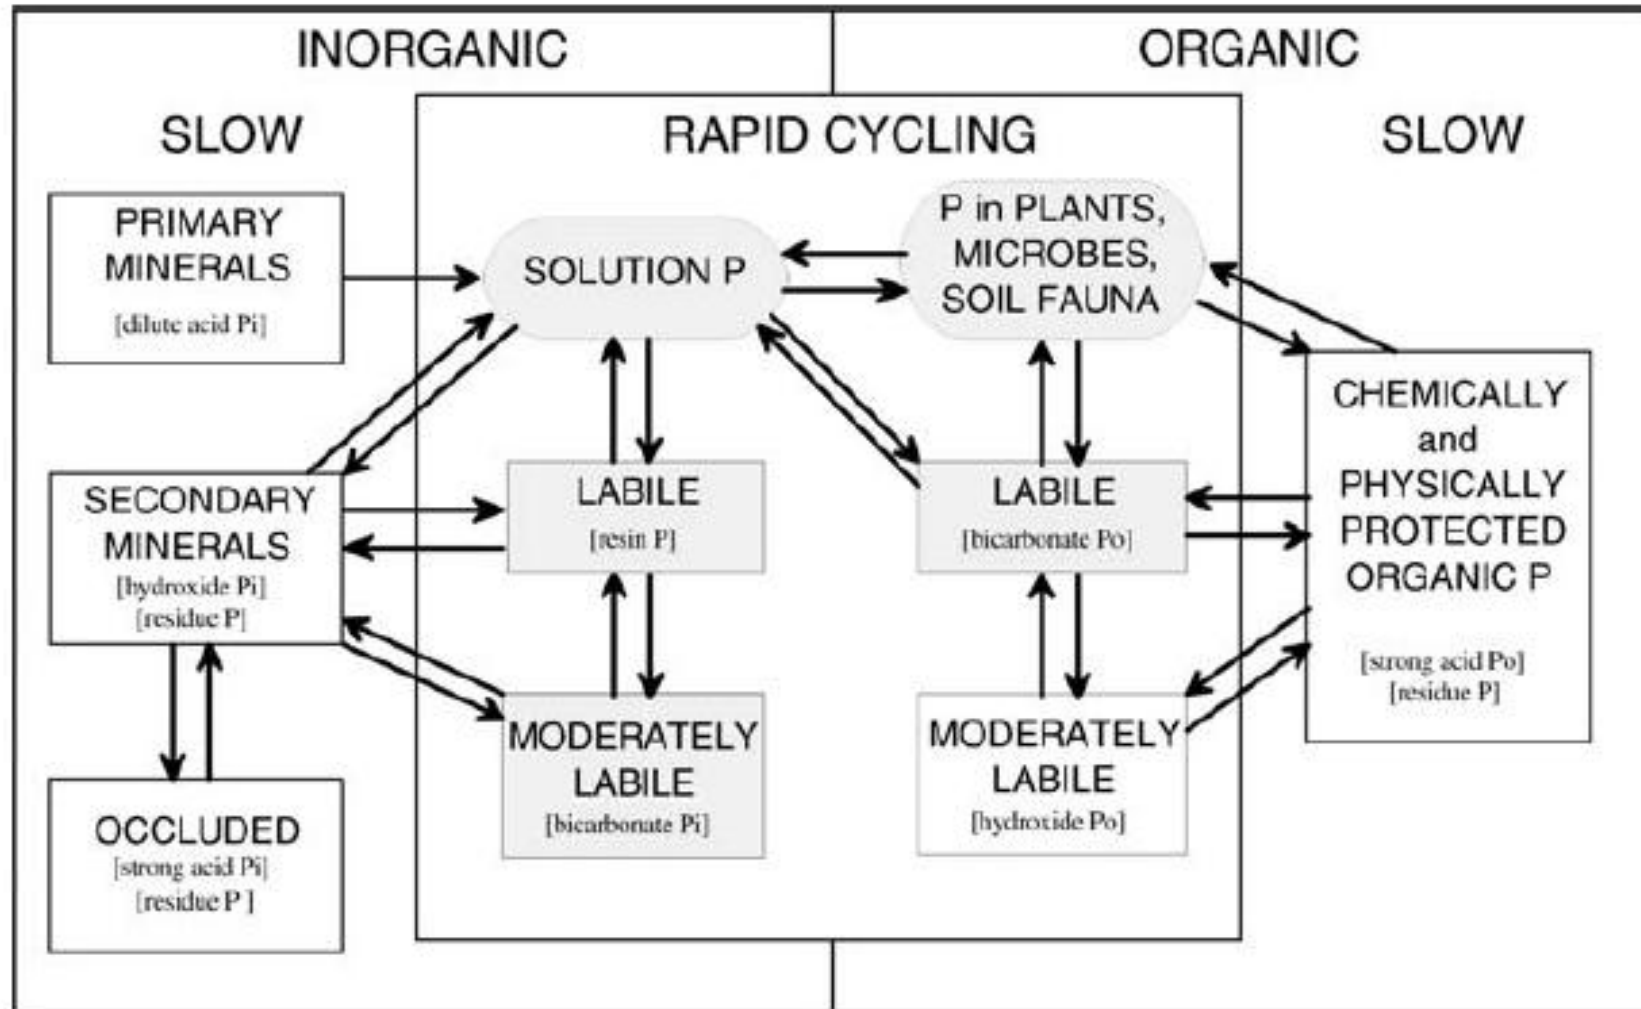 INORGANIC
ORGANIC
SLOW
RAPID CYCLING
SLOW
PRIMARY
MINERALS
[dilute acid Pi]
SOLUTION P
P in PLANTS,
MICROBES,
SOIL FAUNA
CHEMICALLY
and
PHYSICALLY
PROTECTED
ORGANIC P
[strong acid Po]
[residue P]
SECONDARY
MINERALS
[hydroxide Pi]
[residue P]
LABILE
[resin P]
LABILE
[bicarbonate Po]
OCCLUDED
[strong acid Pi]
[residue P ]
MODERATELY
LABILE
[bicarbonate Pi]
MODERATELY
LABILE
[hydroxide Po]